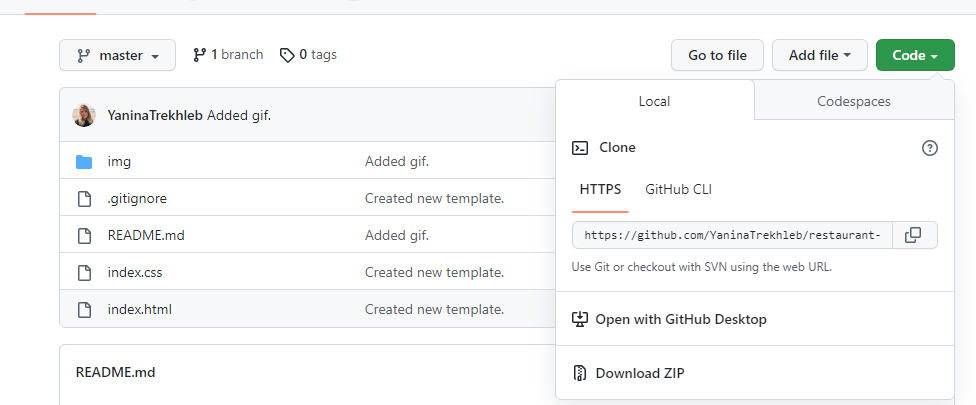 master 1 branch 0 tags Go to file Add file Code
Local Codespaces
YaninaTrekhleb Added gif.
Clone
img Added gif.
HTTPS GitHub CLI
.gitignore Created new template.
README.md Added gif.
https://github.com/YaninaTrekhleb/restaurant-
index.css Created new template.
Use Git or checkout with SVN using the web URL.
index.html Created new template.
Open with GitHub Desktop
README.md
Download ZIP